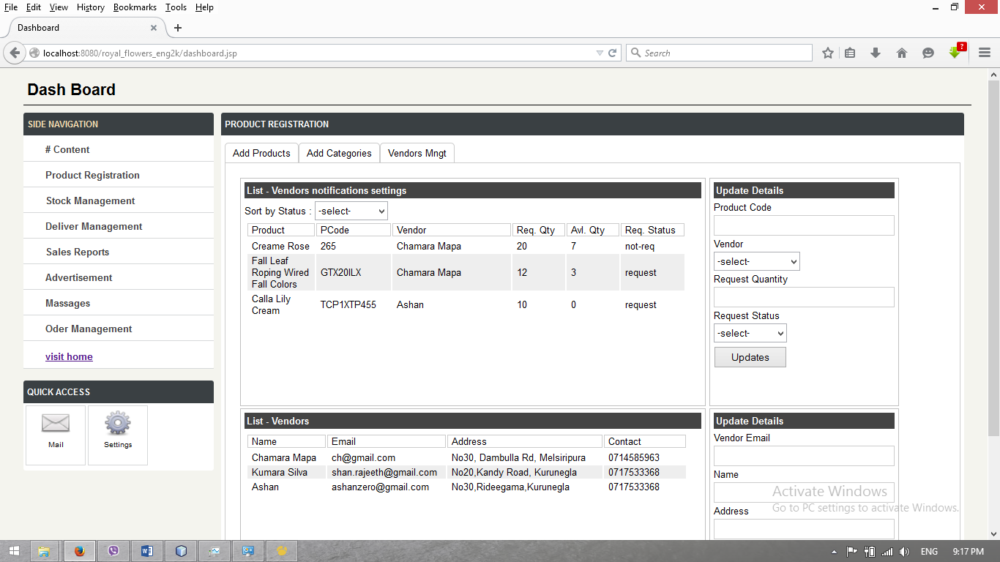 File Edit View History Bookmarks Tools Help
Dashboard
localhost:8080/royal_flowers_eng2k/dashboard.jsp
Search
?
Dash Board
SIDE NAVIGATION
# Content
Product Registration
Stock Management
Deliver Management
Sales Reports
Advertisement
Massages
Oder Management
visit home
QUICK ACCESS
Mail
Settings
PRODUCT REGISTRATION
Add Products
Add Categories
Vendors Mngt
List - Vendors notifications settings
Sort by Status : -select-
Product PCode Vendor Req. Qty Avl. Qty Req. Status
Creame Rose 265 Chamara Mapa 20 7 not-req
Fall Leaf
Roping Wired GTX20ILX Chamara Mapa 12 3 request
Fall Colors
Calla Lily
Cream TCP1XTP455 Ashan 10 0 request
Update Details
Product Code
Vendor
-select-
Request Quantity
Request Status
-select-
Updates
List - Vendors
Name Email Address Contact
Chamara Mapa ch@gmail.com No30, Dambulla Rd, Melsiripura 0714585963
Kumara Silva shan.rajeeth@gmail.com No20,Kandy Road, Kurunegla 0717533368
Ashan ashanzero@gmail.com No30,Rideegama,Kurunegla 0717533368
Update Details
Vendor Email
Name
Address
Activate Windows
Go to PC settings to activate Windows.
ENG 9:17 PM